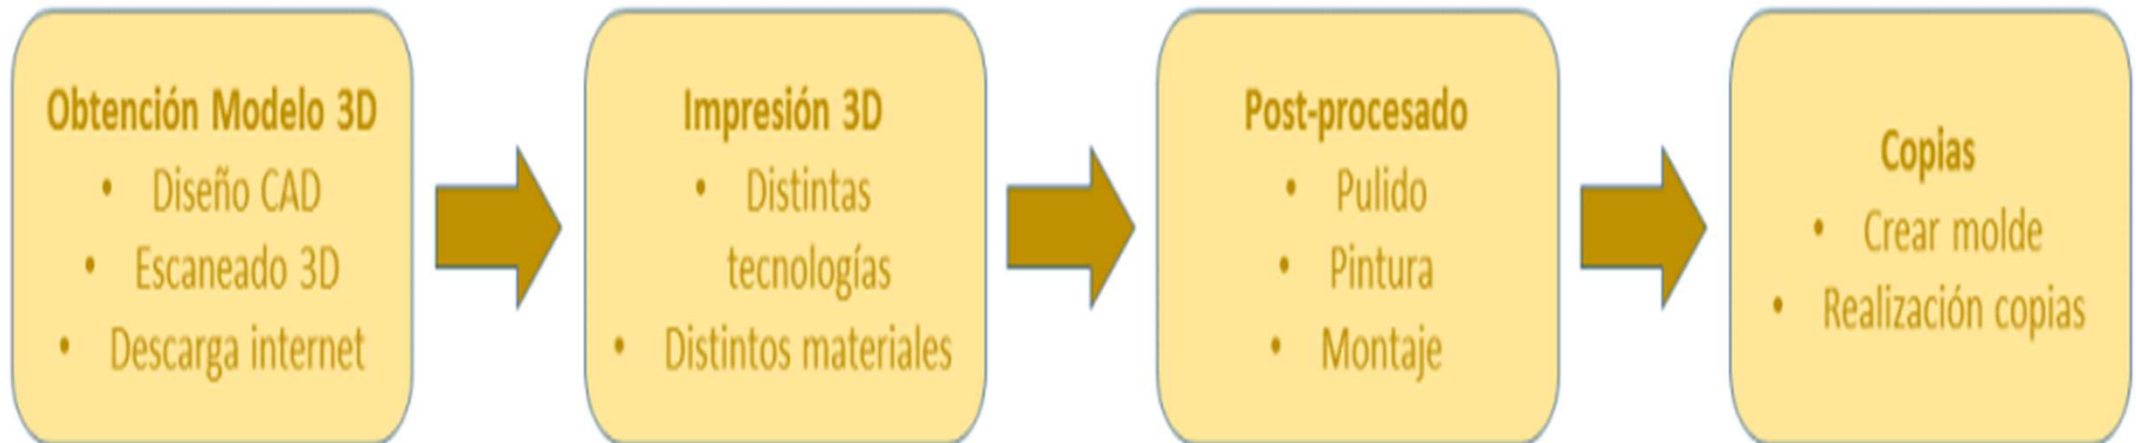 Obtención Modelo 3D
• Diseño CAD
• Escaneado 3D
• Descarga internet
Impresión 3D
• Distintas
tecnologías
• Distintos materiales
Post-procesado
• Pulido
• Pintura
• Montaje
Copias
• Crear molde
• Realización copias